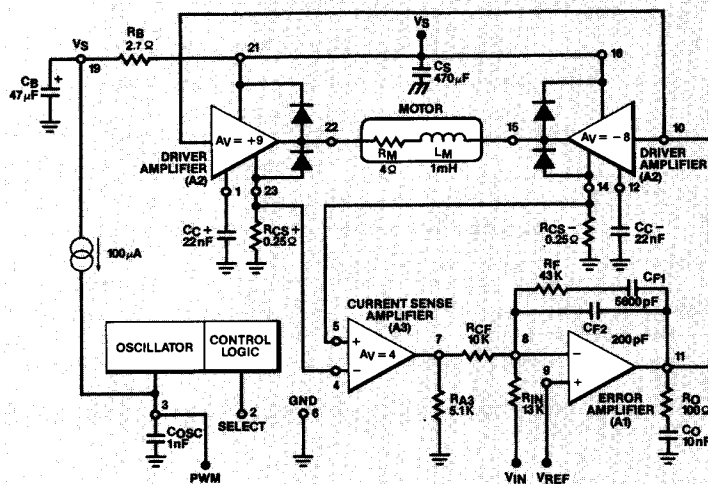 VS
19
RB
2.7 Ω
21
VS
16
CB
47µF
+
CS
470µF
MOTOR
AV = +9
DRIVER
AMPLIFIER
(A2)
22
RM
4Ω
LM
1mH
15
AV = −8
10
DRIVER
AMPLIFIER
(A2)
1
23
14
12
CC+
22nF
RCS+
0.25Ω
RCS−
0.25Ω
CC−
22nF
100µA
RF
43K
CF1
5600pF
CF2
200pF
CURRENT SENSE
AMPLIFIER
(A3)
OSCILLATOR
CONTROL
LOGIC
5
+
AV = 4
−
4
7
RCF
10K
8
−
9
+
11
ERROR
AMPLIFIER
(A1)
3
COSC
1nF
2
SELECT
GND
6
RA3
5.1K
RIN
13K
RO
100Ω
CO
10nF
PWM
VIN
VREF